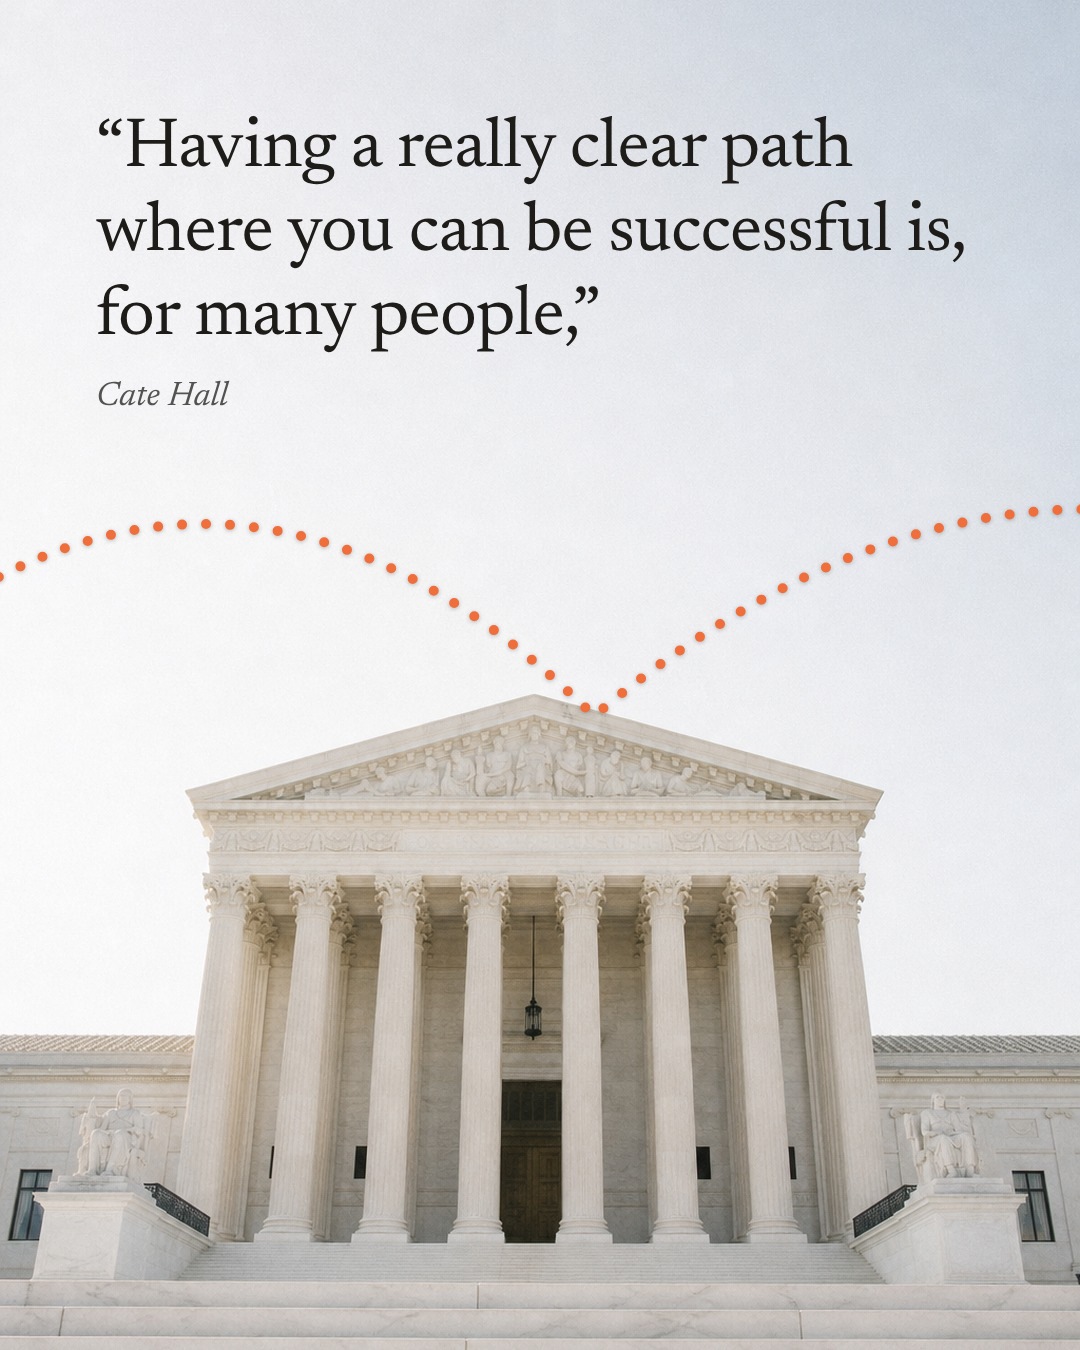 “Having a really clear path
where you can be successful is,
for many people,”
Cate Hall